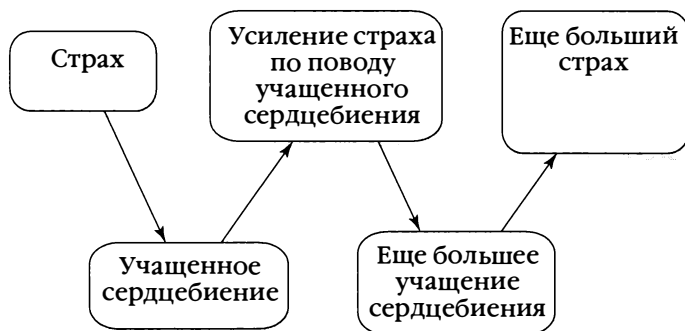 Страх
Учащенное
сердцебиение
Усиление страха
по поводу
учащенного
сердцебиения
Еще большее
учащение
сердцебиения
Еще больший
страх